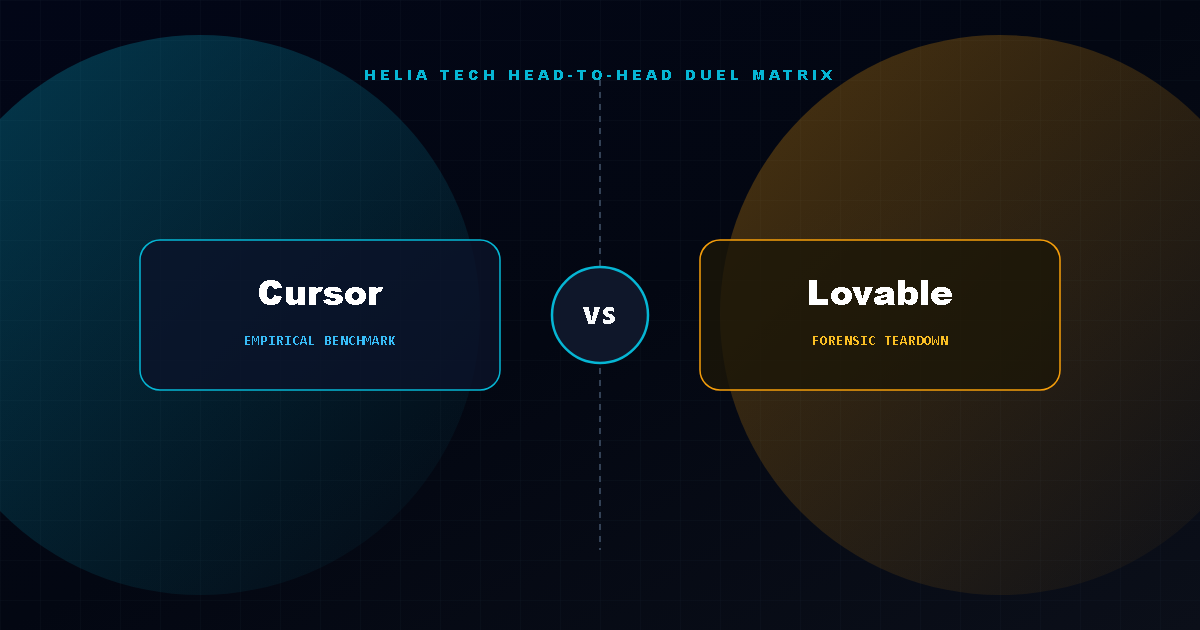 HELIA TECH HEAD-TO-HEAD DUEL MATRIX
Cursor
EMPIRICAL BENCHMARK
VS
Lovable
FORENSIC TEARDOWN